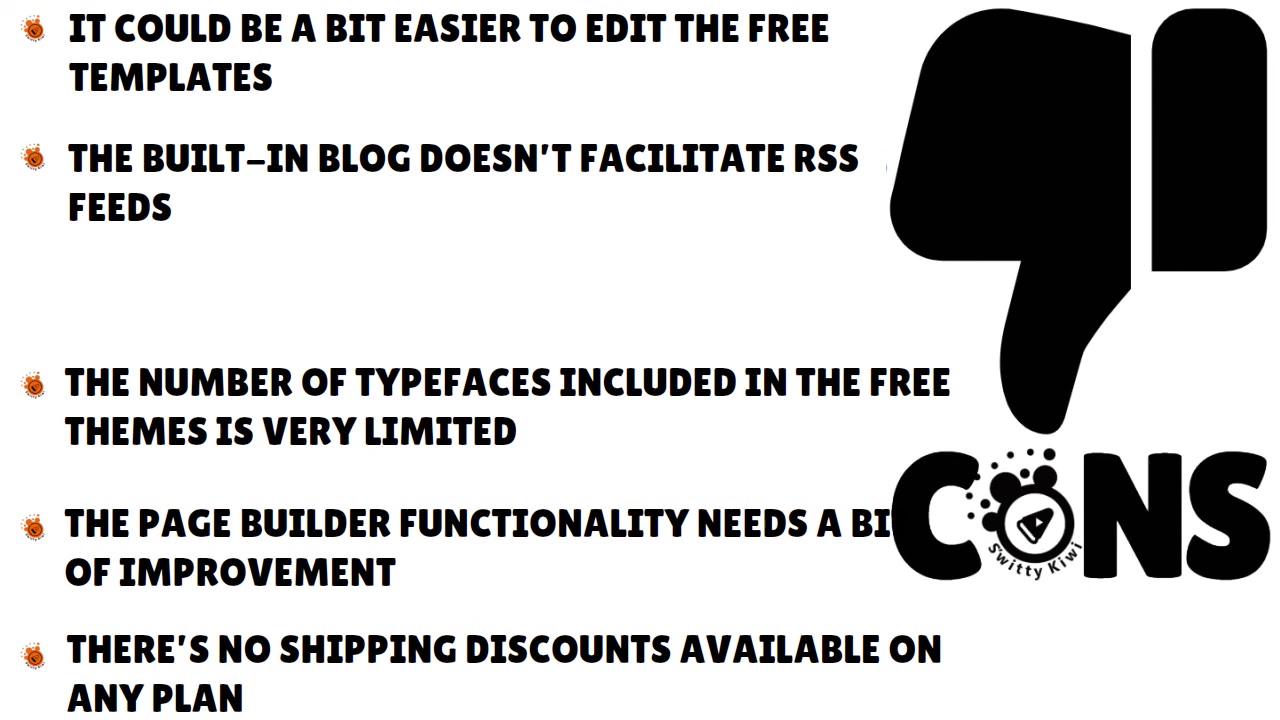 IT COULD BE A BIT EASIER TO EDIT THE FREE
TEMPLATES
THE BUILT-IN BLOG DOESN'T FACILITATE RSS
FEEDS
THE NUMBER OF TYPEFACES INCLUDED IN THE FREE
THEMES IS VERY LIMITED
THE PAGE BUILDER FUNCTIONALITY NEEDS A BI
OF IMPROVEMENT
THERE'S NO SHIPPING DISCOUNTS AVAILABLE ON
ANY PLAN
CONS
Switty Kiwi